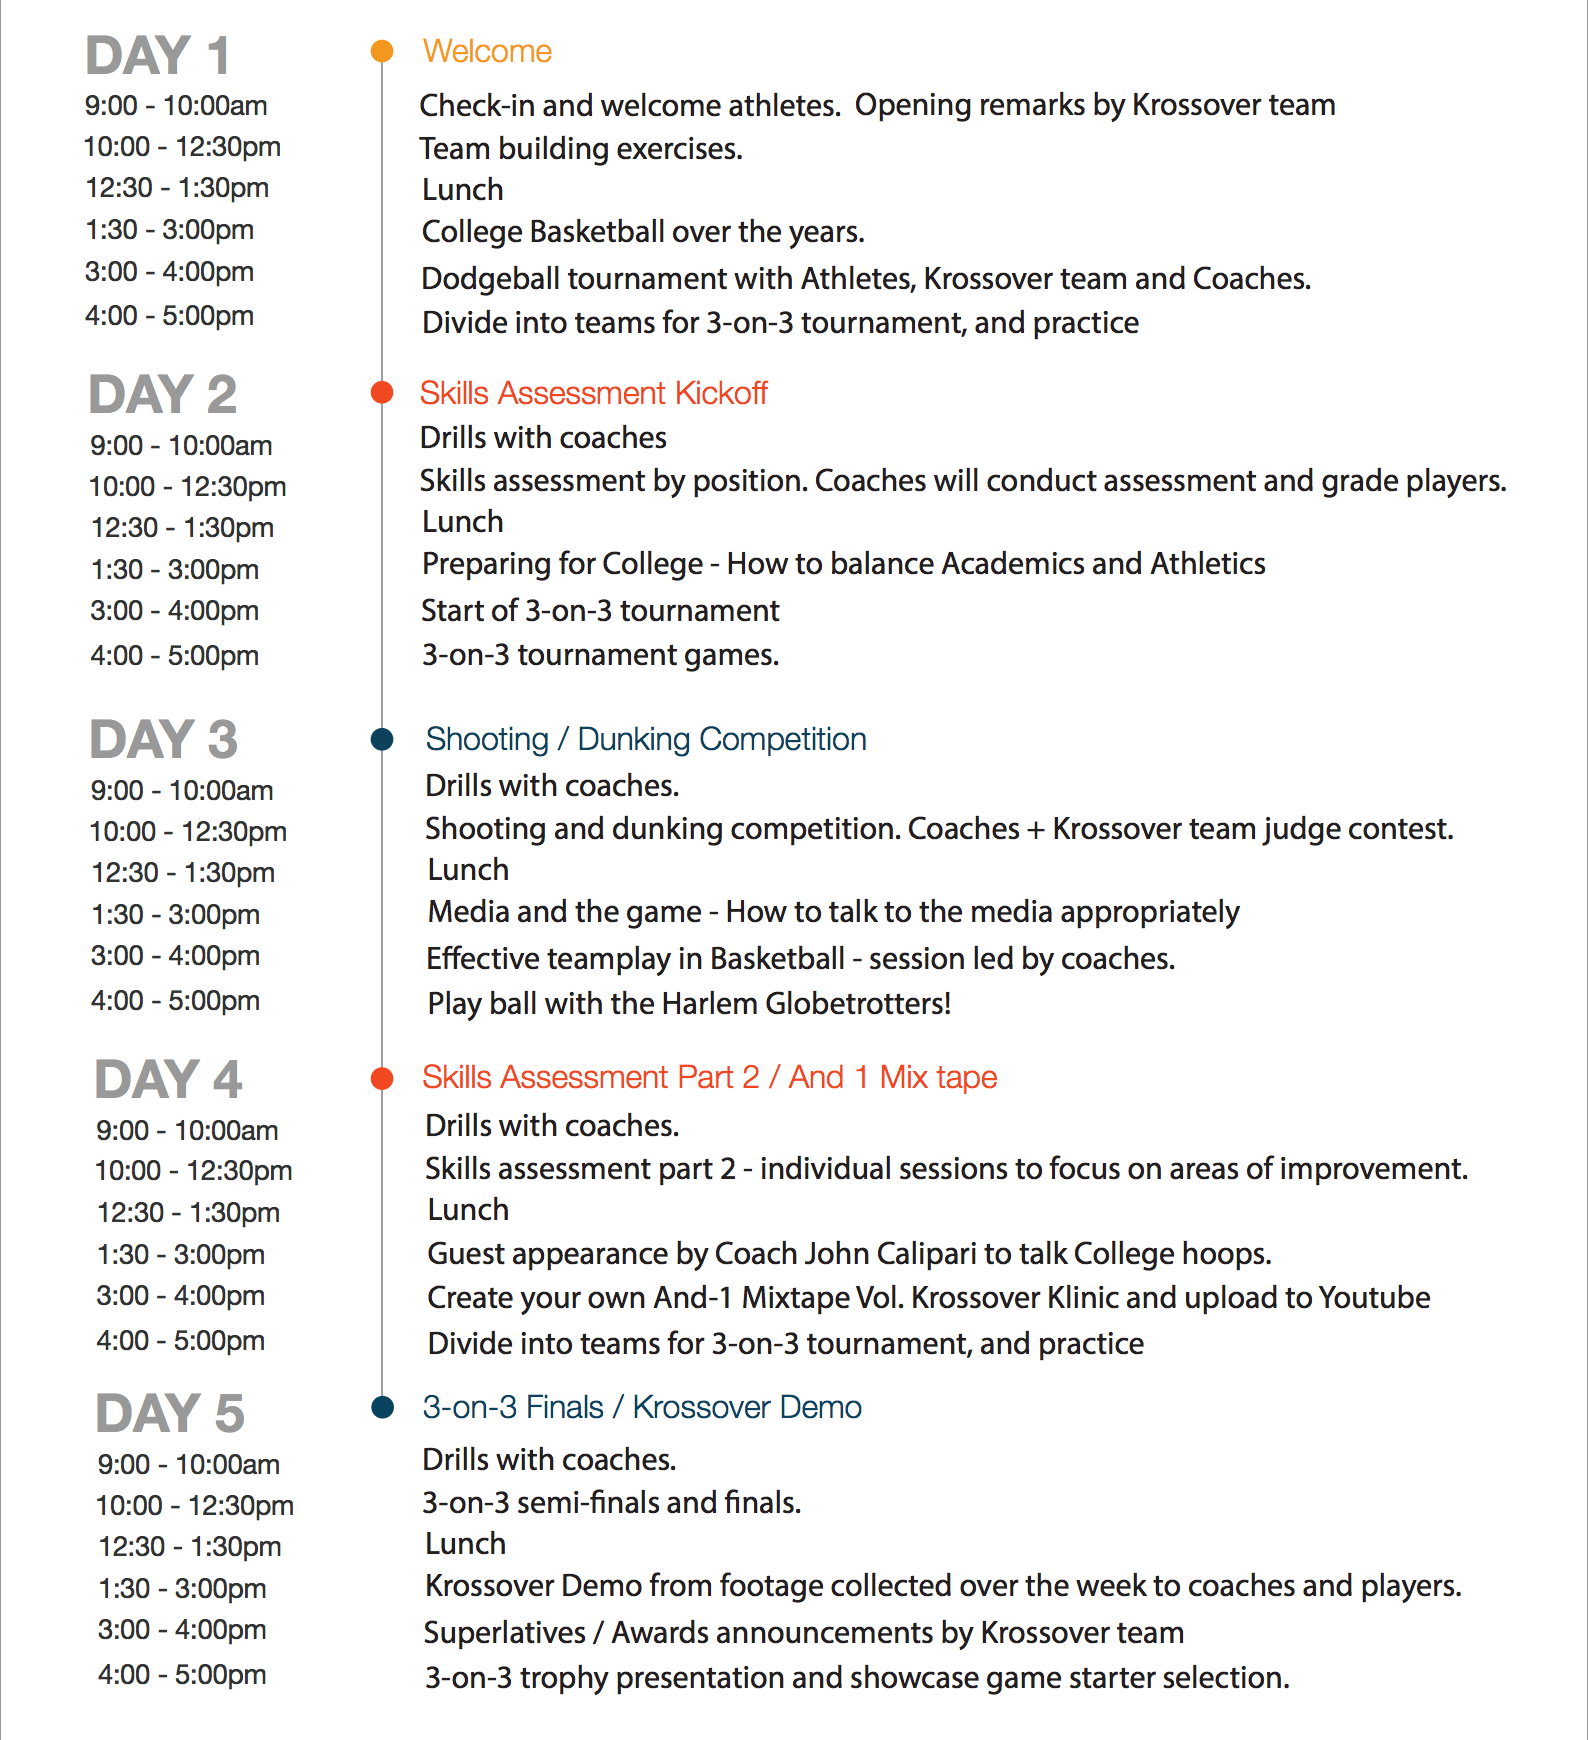 DAY 1 Welcome
9:00 - 10:00am Check-in and welcome athletes.  Opening remarks by Krossover team
10:00 - 12:30pm Team building exercises.
12:30 - 1:30pm Lunch
1:30 - 3:00pm College Basketball over the years.
3:00 - 4:00pm Dodgeball tournament with Athletes, Krossover team and Coaches.
4:00 - 5:00pm Divide into teams for 3-on-3 tournament, and practice
DAY 2 Skills Assessment Kickoff
9:00 - 10:00am Drills with coaches
10:00 - 12:30pm Skills assessment by position. Coaches will conduct assessment and grade players.
12:30 - 1:30pm Lunch
1:30 - 3:00pm Preparing for College - How to balance Academics and Athletics
3:00 - 4:00pm Start of 3-on-3 tournament
4:00 - 5:00pm 3-on-3 tournament games.
DAY 3 Shooting / Dunking Competition
9:00 - 10:00am Drills with coaches.
10:00 - 12:30pm Shooting and dunking competition. Coaches + Krossover team judge contest.
12:30 - 1:30pm Lunch
1:30 - 3:00pm Media and the game - How to talk to the media appropriately
3:00 - 4:00pm Effective teamplay in Basketball - session led by coaches.
4:00 - 5:00pm Play ball with the Harlem Globetrotters!
DAY 4 Skills Assessment Part 2 / And 1 Mix tape
9:00 - 10:00am Drills with coaches.
10:00 - 12:30pm Skills assessment part 2 - individual sessions to focus on areas of improvement.
12:30 - 1:30pm Lunch
1:30 - 3:00pm Guest appearance by Coach John Calipari to talk College hoops.
3:00 - 4:00pm Create your own And-1 Mixtape Vol. Krossover Klinic and upload to Youtube
4:00 - 5:00pm Divide into teams for 3-on-3 tournament, and practice
DAY 5 3-on-3 Finals / Krossover Demo
9:00 - 10:00am Drills with coaches.
10:00 - 12:30pm 3-on-3 semi-finals and finals.
12:30 - 1:30pm Lunch
1:30 - 3:00pm Krossover Demo from footage collected over the week to coaches and players.
3:00 - 4:00pm Superlatives / Awards announcements by Krossover team
4:00 - 5:00pm 3-on-3 trophy presentation and showcase game starter selection.